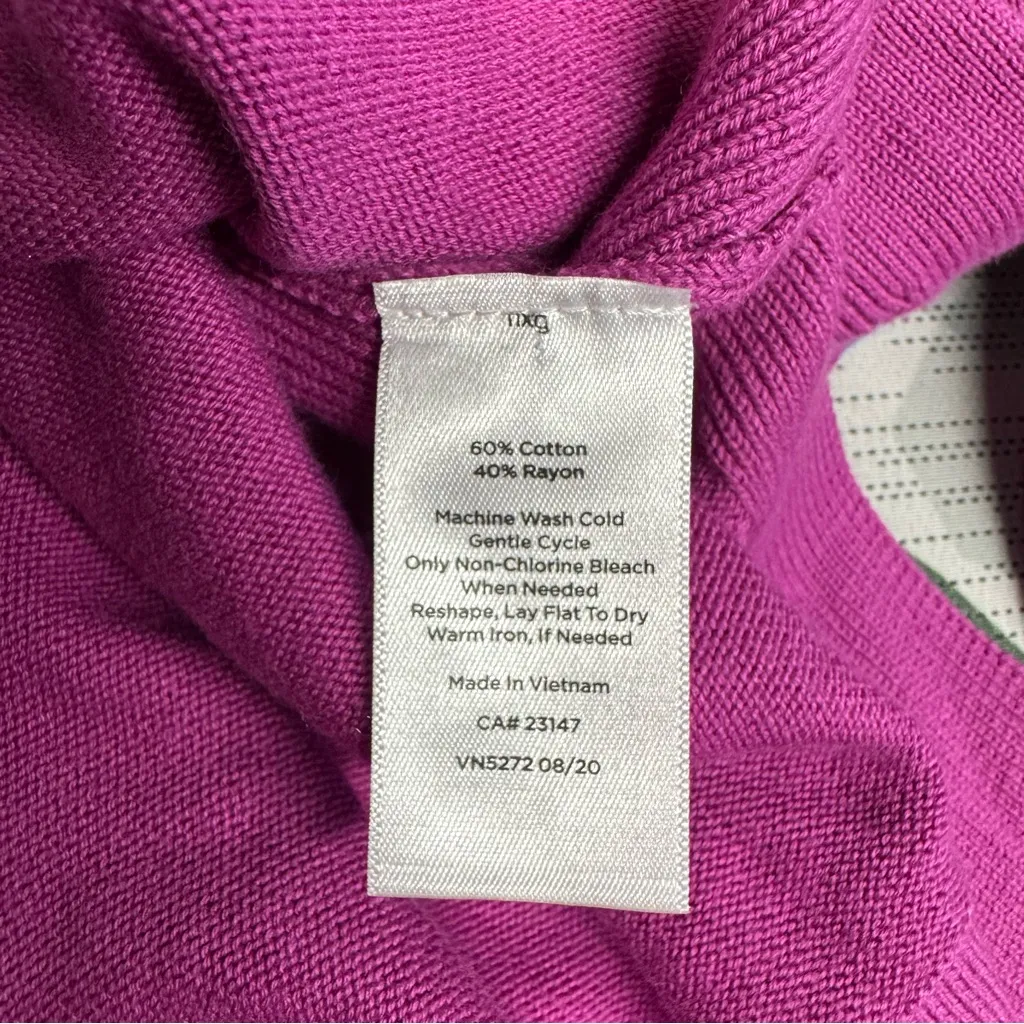 60% Cotton
40% Rayon
Machine Wash Cold
Gentle Cycle
Only Non-Chlorine Bleach
When Needed
Reshape, Lay Flat To Dry
Warm Iron, If Needed
Made In Vietnam
CA# 23147
VN5272 08/20